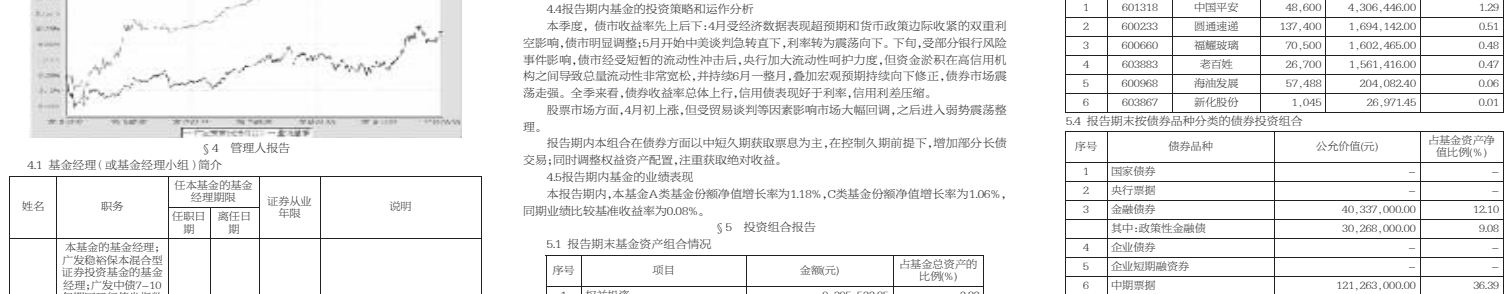 §4 管理人报告
4.1 基金经理(或基金经理小组)简介
姓名 职务 任本基金的基金经理期限 证券从业年限 说明
任职日期 离任日期
本基金的基金经理;
广发稳裕保本混合型
证券投资基金的基金
经理;广发中债7-10
4.4报告期内基金的投资策略和运作分析
本季度，债市收益率先上后下:4月受经济数据表现超预期和货币政策边际收紧的双重利
空影响,债市明显调整;5月开始中美谈判急转直下,利率转为震荡向下。下旬,受部分银行风险
事件影响,债市经受短暂的流动性冲击后,央行加大流动性呵护力度,但资金淤积在高信用机
构之间导致总量流动性非常宽松,并持续6月一整月,叠加宏观预期持续向下修正,债券市场震
荡走强。全季来看,债券收益率总体上行,信用债表现好于利率,信用利差压缩。
股票市场方面,4月初上涨,但受贸易谈判等因素影响市场大幅回调,之后进入弱势震荡整
理。
报告期内本组合在债券方面以中短久期获取票息为主,在控制久期前提下,增加部分长债
交易;同时调整权益资产配置,注重获取绝对收益。
4.5报告期内基金的业绩表现
本报告期内,本基金A类基金份额净值增长率为1.18%,C类基金份额净值增长率为1.06%,
同期业绩比较基准收益率为0.08%。
§5 投资组合报告
5.1 报告期末基金资产组合情况
序号 项目 金额(元) 占基金总资产的比例(%)
1 601318 中国平安 48,600 4,306,446.00 1.29
2 600233 圆通速递 137,400 1,694,142.00 0.51
3 600660 福耀玻璃 70,500 1,602,465.00 0.48
4 603883 老百姓 26,700 1,561,416.00 0.47
5 600968 海油发展 57,488 204,082.40 0.06
6 603867 新化股份 1,045 26,971.45 0.01
5.4 报告期末按债券品种分类的债券投资组合
序号 债券品种 公允价值(元) 占基金资产净值比例(%)
1 国家债券 – –
2 央行票据 – –
3 金融债券 40,337,000.00 12.10
其中:政策性金融债 30,268,000.00 9.08
4 企业债券 – –
5 企业短期融资券 – –
6 中期票据 121,263,000.00 36.39